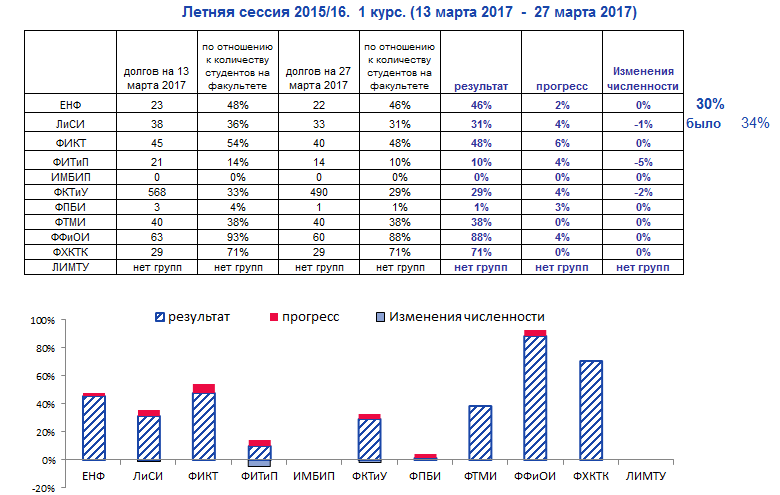 Летняя сессия 2015/16. 1 курс. (13 марта 2017 - 27 марта 2017)
долгов на 13 марта 2017 по отношению к количеству студентов на факультете долгов на 27 марта 2017 по отношению к количеству студентов на факультете результат прогресс Изменения численности
ЕНФ 23 48% 22 46% 46% 2% 0% 30%
ЛиСИ 38 36% 33 31% 31% 4% -1% было 34%
ФИКТ 45 54% 40 48% 48% 6% 0%
ФИТиП 21 14% 14 10% 10% 4% -5%
ИМБИП 0 0% 0 0% 0% 0% 0%
ФКТиУ 568 33% 490 29% 29% 4% -2%
ФПБИ 3 4% 1 1% 1% 3% 0%
ФТМИ 40 38% 40 38% 38% 0% 0%
ФФиОИ 63 93% 60 88% 88% 4% 0%
ФХКТК 29 71% 29 71% 71% 0% 0%
ЛИМТУ нет групп нет групп нет групп нет групп нет групп нет групп нет групп
результат прогресс Изменения численности
100%
80%
60%
40%
20%
0%
-20%
ЕНФ ЛиСИ ФИКТ ФИТиП ИМБИП ФКТиУ ФПБИ ФТМИ ФФиОИ ФХКТК ЛИМТУ